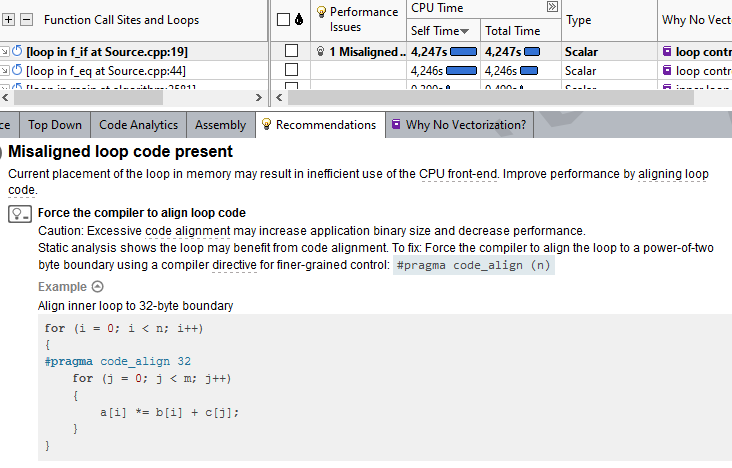 Function Call Sites and Loops
Performance Issues
CPU Time
Self Time
Total Time
Type
Why No Vect
[loop in f_if at Source.cpp:19]
1 Misaligned ..
4,247s
4,247s
Scalar
loop contr
[loop in f_eq at Source.cpp:44]
4,246s
4,246s
Scalar
loop contr
ce
Top Down
Code Analytics
Assembly
Recommendations
Why No Vectorization?
Misaligned loop code present
Current placement of the loop in memory may result in inefficient use of the CPU front-end. Improve performance by aligning loop
code.
Force the compiler to align loop code
Caution: Excessive code alignment may increase application binary size and decrease performance.
Static analysis shows the loop may benefit from code alignment. To fix: Force the compiler to align the loop to a power-of-two
byte boundary using a compiler directive for finer-grained control: #pragma code_align (n)
Example
Align inner loop to 32-byte boundary
for (i = 0; i < n; i++)
{
#pragma code_align 32
for (j = 0; j < m; j++)
{
a[i] *= b[i] + c[j];
}
}